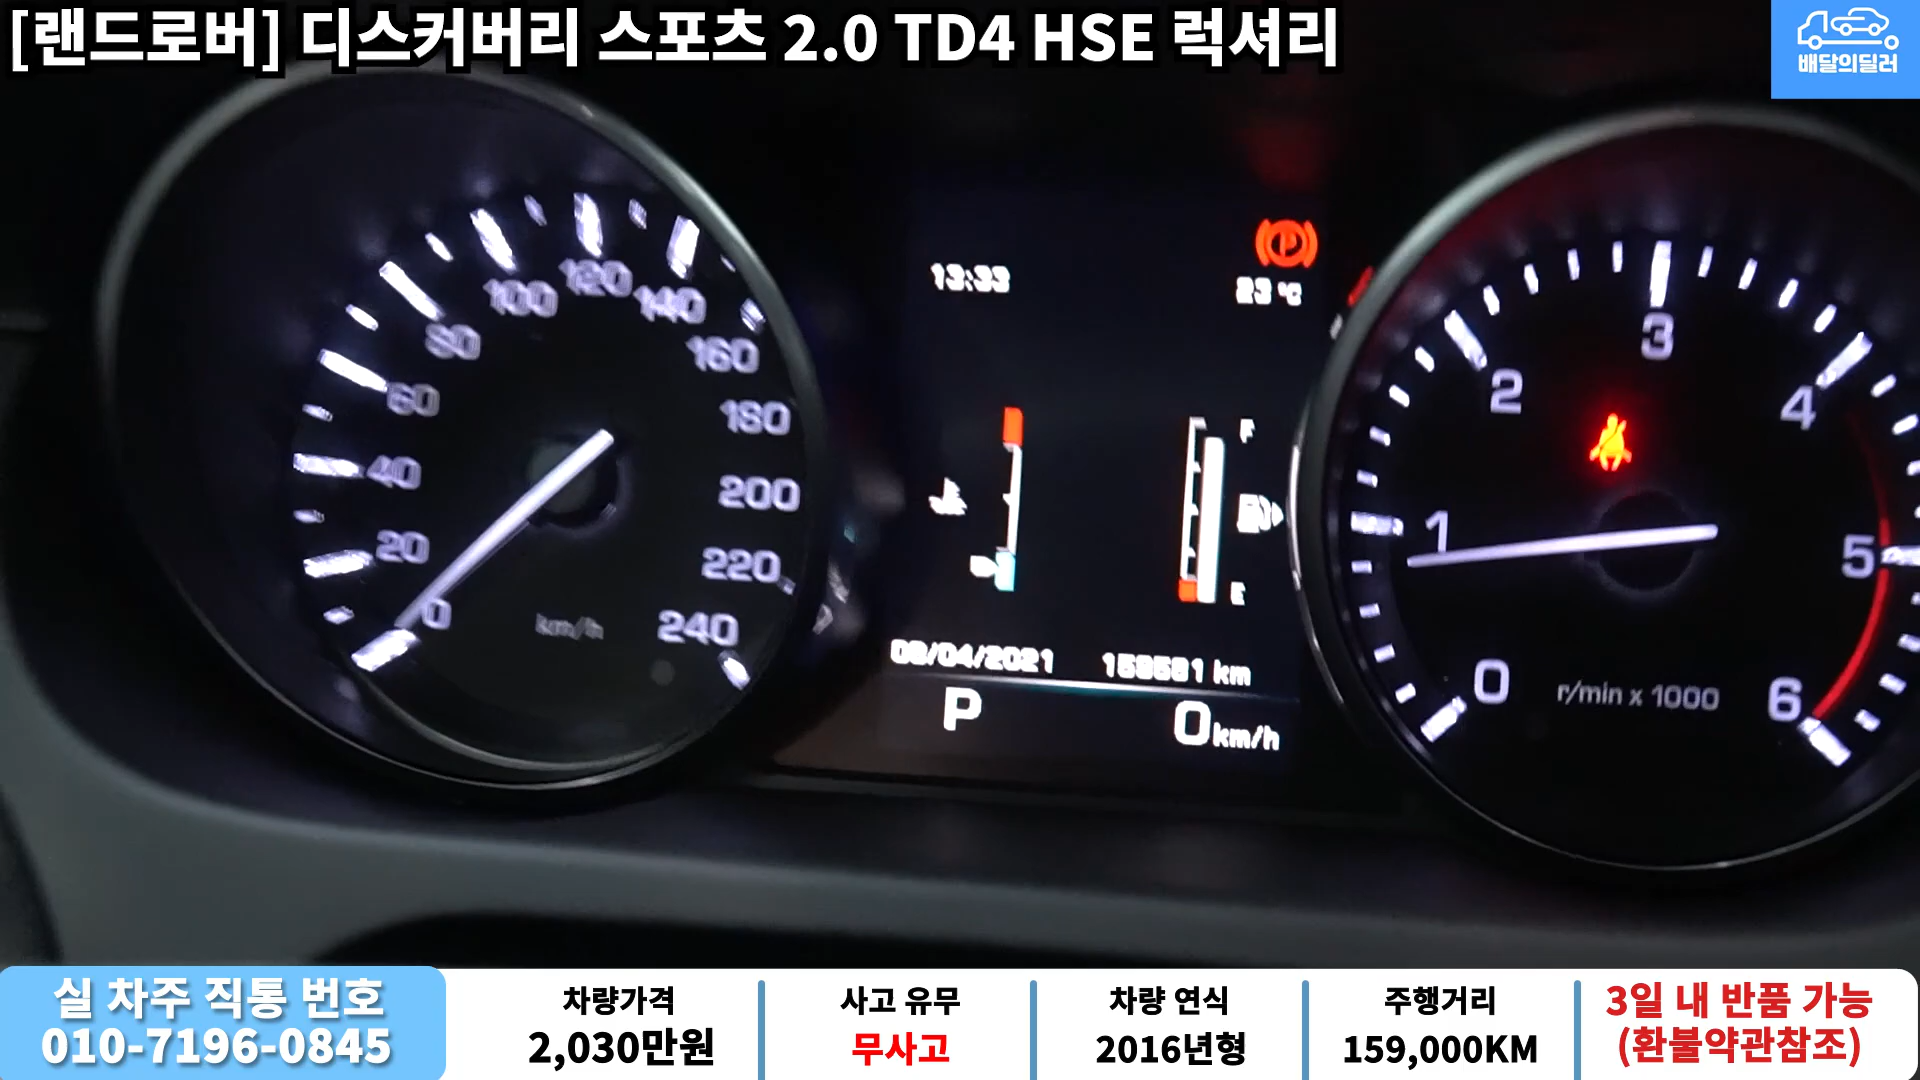 [랜드로버] 디스커버리 스포츠 2.0 TD4 HSE 럭셔리
배달의딜러
0
20
40
60
80
100
120
140
160
180
200
220
240
km/h
13:33
23 °C
F
E
P
0 km/h
0
1
2
3
4
5
6
r/min x 1000
실 차주 직통 번호
010-7196-0845
차량가격
2,030만원
사고 유무
무사고
차량 연식
2016년형
주행거리
159,000KM
3일 내 반품 가능
(환불약관참조)